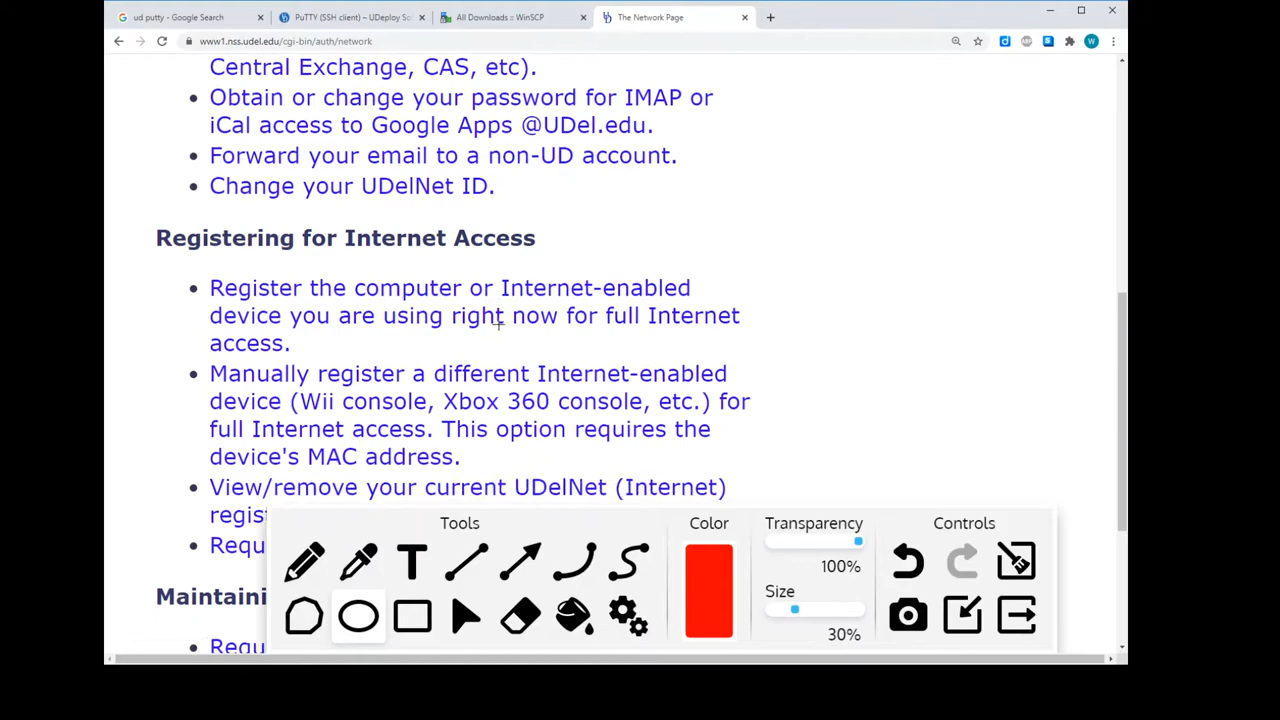 ud putty - Google Search
PuTTY (SSH client) – UDeploy So
All Downloads :: WinSCP
The Network Page
www1.nss.udel.edu/cgi-bin/auth/network
W
Central Exchange, CAS, etc).
Obtain or change your password for IMAP or
iCal access to Google Apps @UDel.edu.
Forward your email to a non-UD account.
Change your UDelNet ID.
Registering for Internet Access
Register the computer or Internet-enabled
device you are using right now for full Internet
access.
Manually register a different Internet-enabled
device (Wii console, Xbox 360 console, etc.) for
full Internet access. This option requires the
device's MAC address.
View/remove your current UDelNet (Internet)
regist
Requ
Maintaini
Requ
Tools
Color
Transparency
100%
Size
30%
Controls